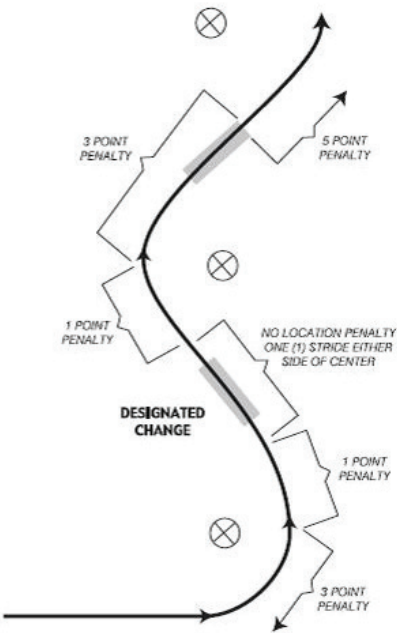 3 POINT
PENALTY
5 POINT
PENALTY
1 POINT
PENALTY
NO LOCATION PENALTY
ONE (1) STRIDE EITHER
SIDE OF CENTER
DESIGNATED
CHANGE
1 POINT
PENALTY
3 POINT
PENALTY